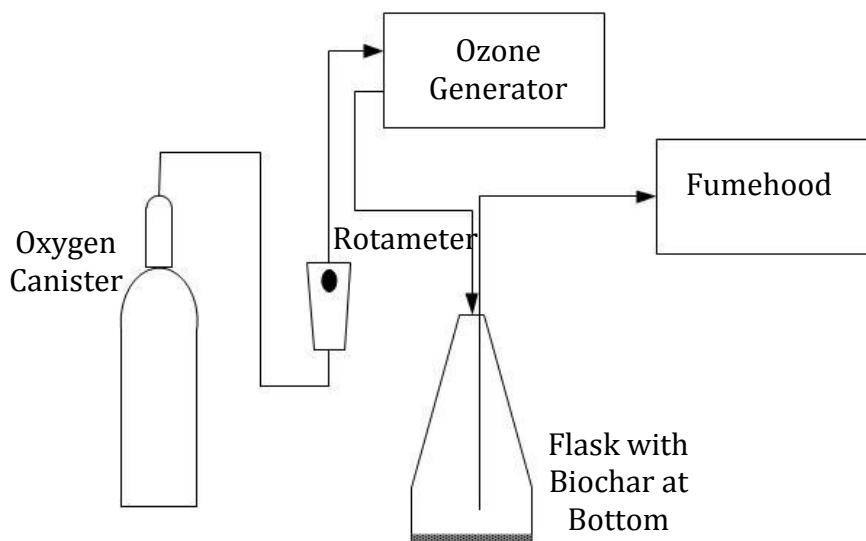 Ozone
Generator
Fumehood
Oxygen
Canister
Rotameter
Flask with
Biochar at
Bottom